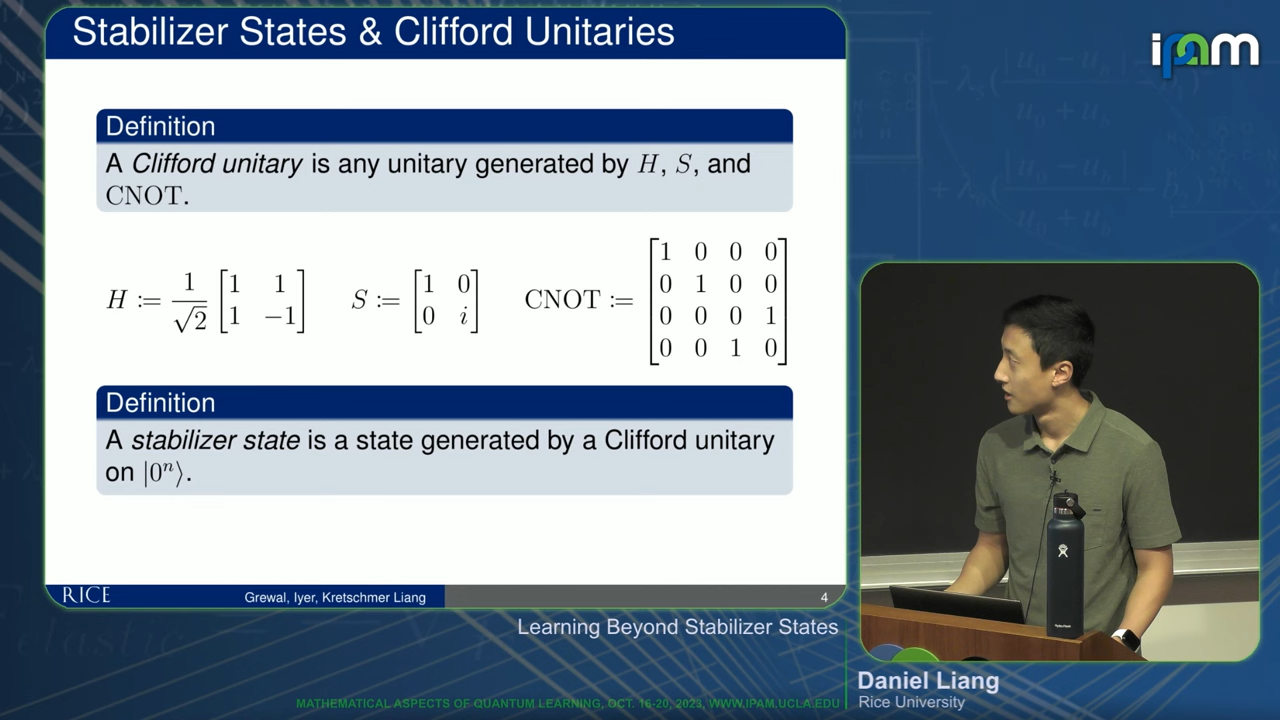 Stabilizer States & Clifford Unitaries
ipam
Definition
A Clifford unitary is any unitary generated by H, S, and
CNOT.
H := 1/√2 [1 1; 1 −1] S := [1 0; 0 i] CNOT := [1 0 0 0; 0 1 0 0; 0 0 0 1; 0 0 1 0]
Definition
A stabilizer state is a state generated by a Clifford unitary
on |0ⁿ⟩.
RICE
Grewal, Iyer, Kretschmer Liang
4
Learning Beyond Stabilizer States
Daniel Liang
Rice University
MATHEMATICAL ASPECTS OF QUANTUM LEARNING, OCT. 16-20, 2023, WWW.IPAM.UCLA.EDU